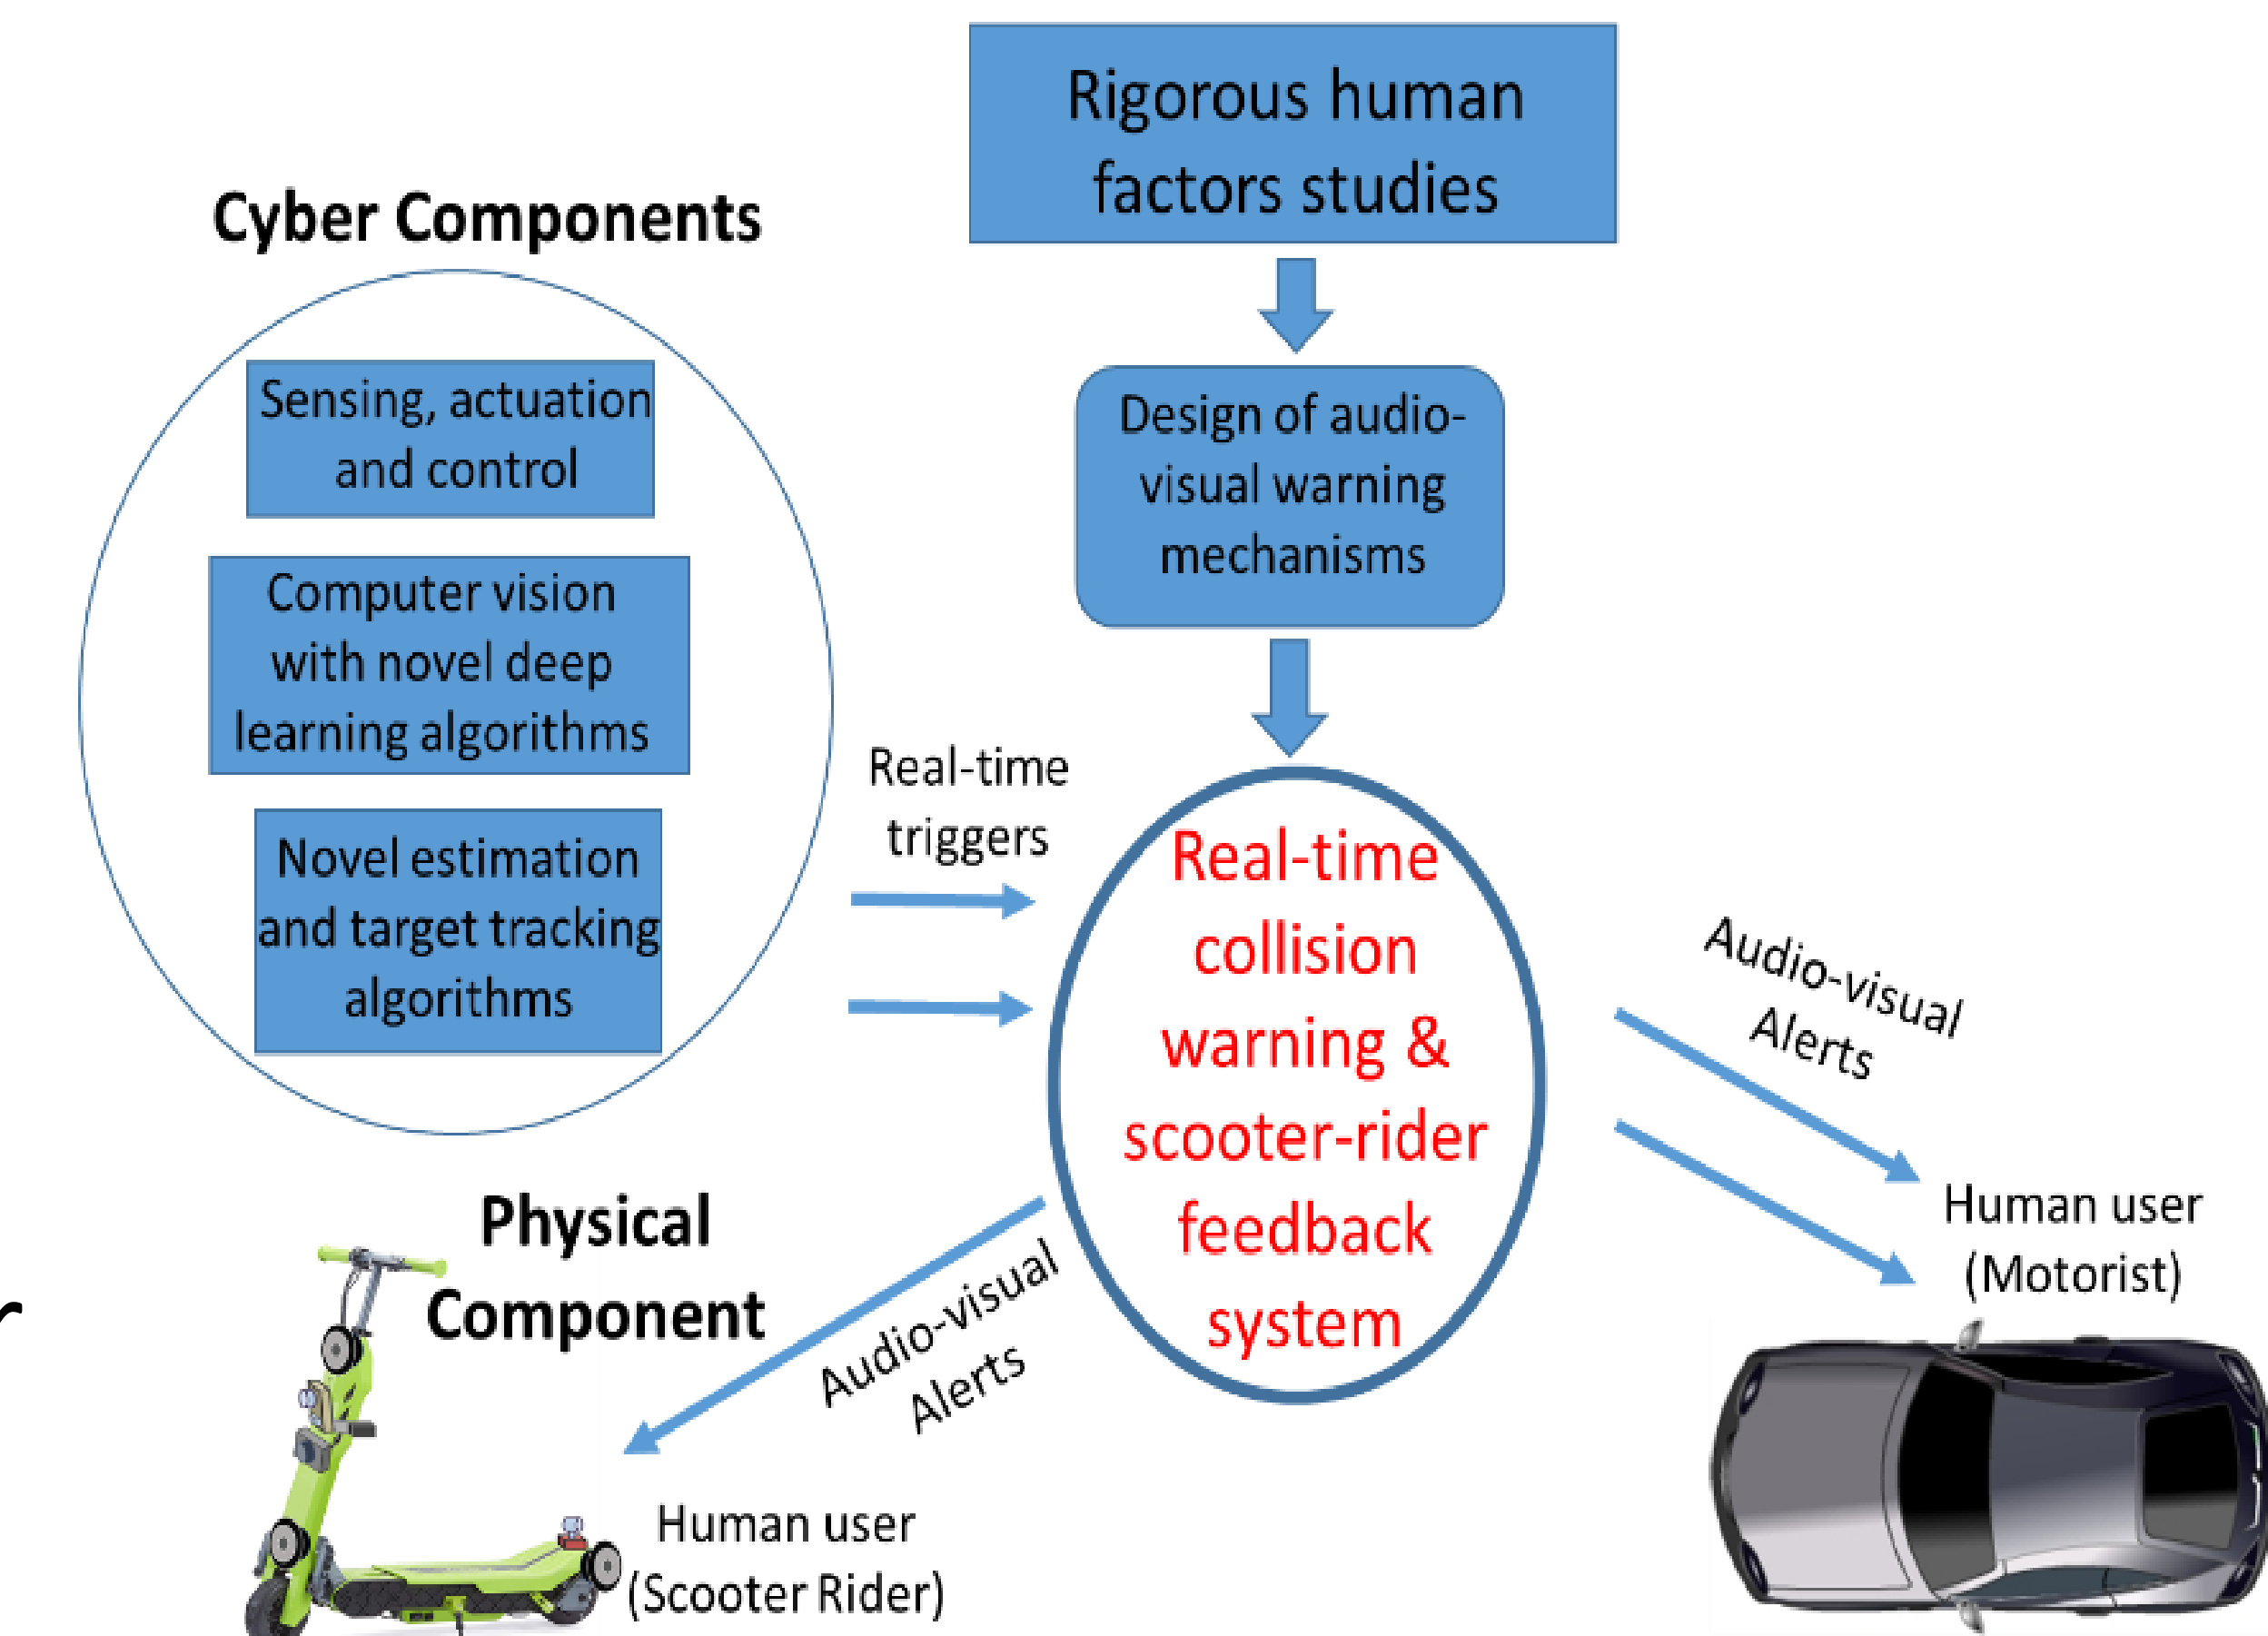 Rigorous human
factors studies
Cyber Components
Sensing, actuation
and control
Computer vision
with novel deep
learning algorithms
Novel estimation
and target tracking
algorithms
Design of audio-
visual warning
mechanisms
Real-time
triggers
Real-time
collision
warning &
scooter-rider
feedback
system
Audio-visual
Alerts
Human user
(Motorist)
Physical
Component
Audio-visual
Alerts
Human user
(Scooter Rider)
r